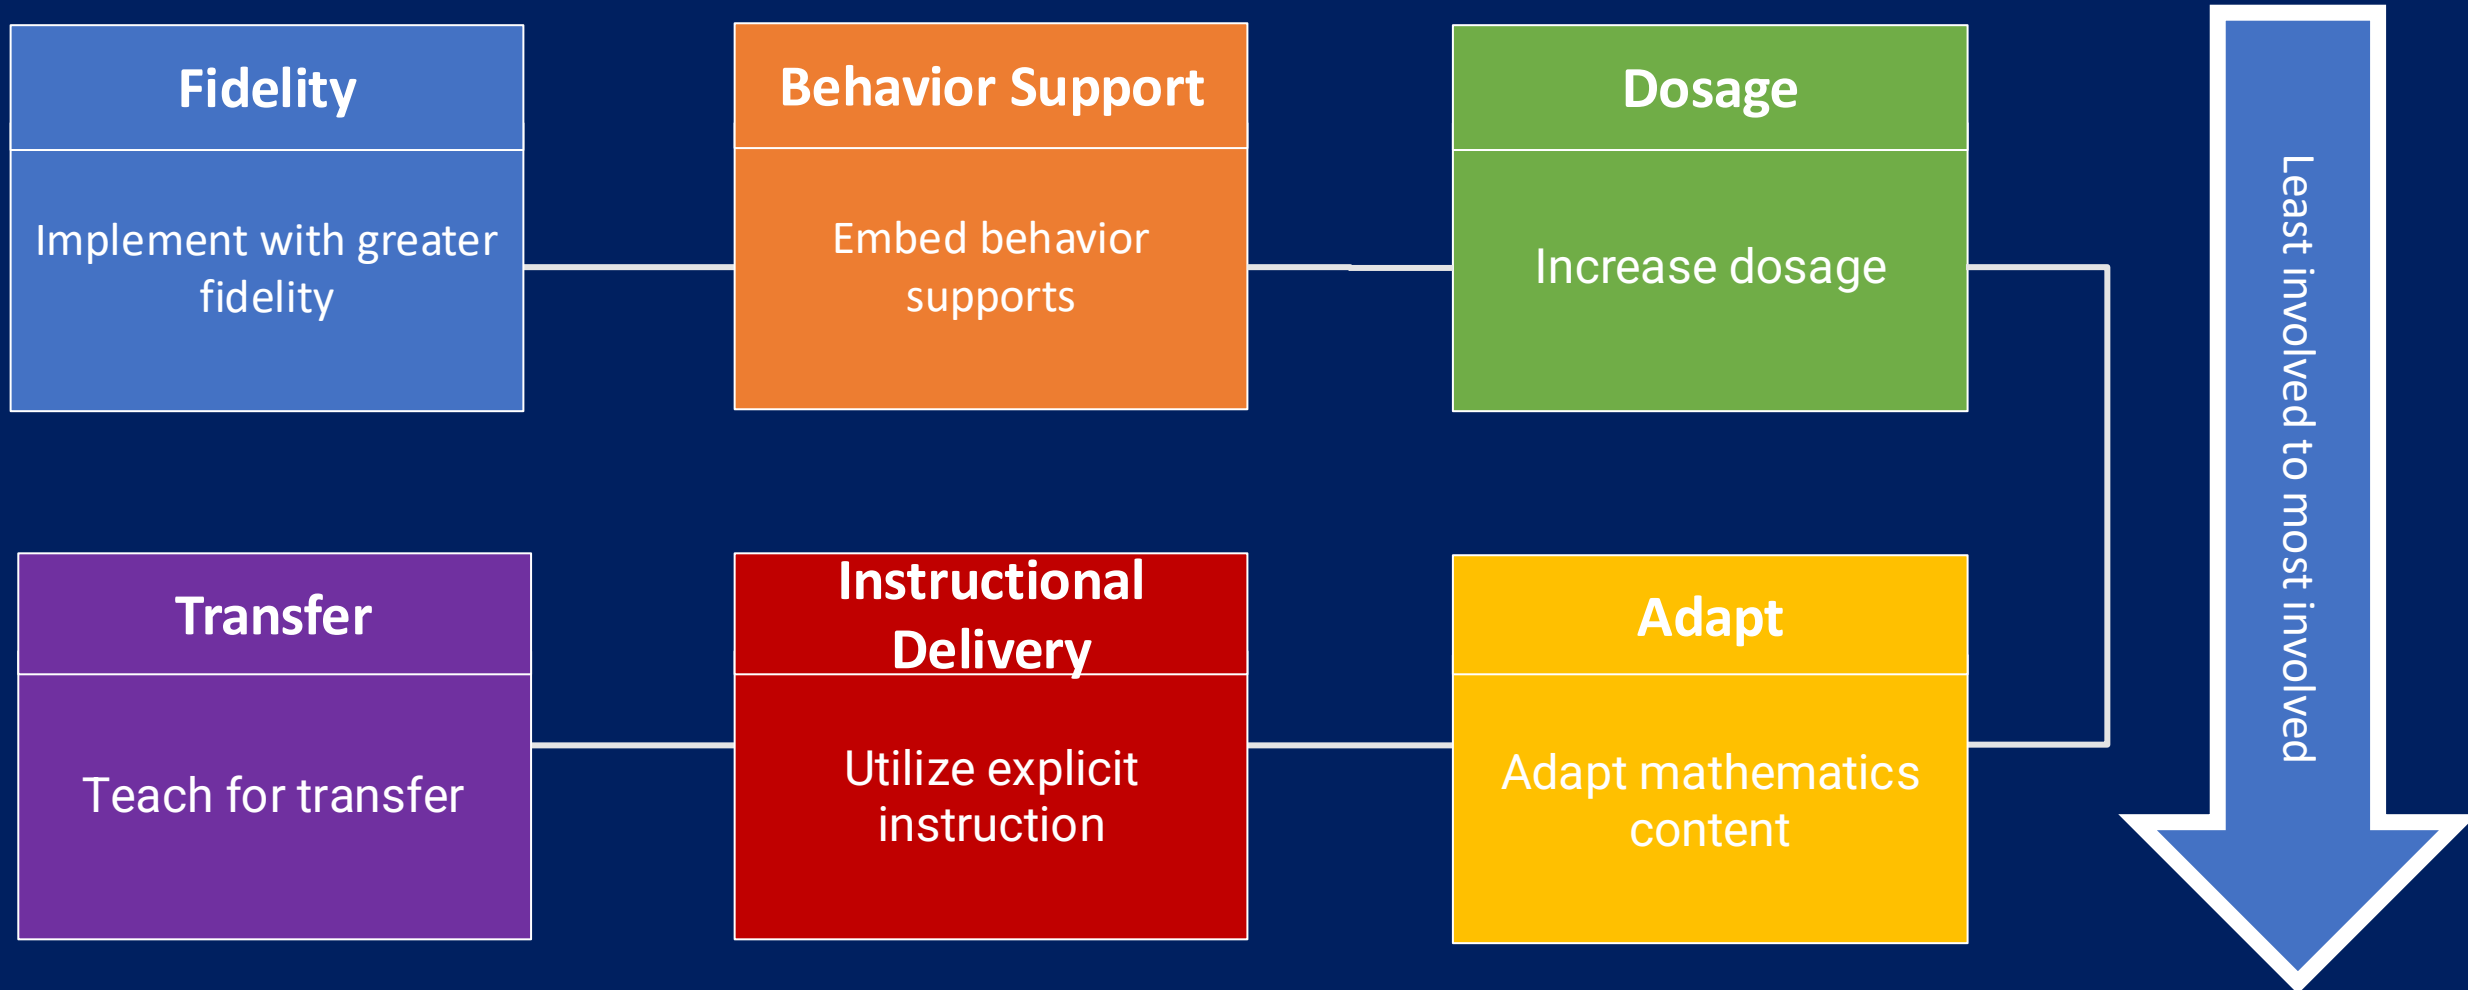 Fidelity
Implement with greater
fidelity
Behavior Support
Embed behavior
supports
Dosage
Increase dosage
Transfer
Teach for transfer
Instructional
Delivery
Utilize explicit
instruction
Adapt
Adapt mathematics
content
Least involved to most involved